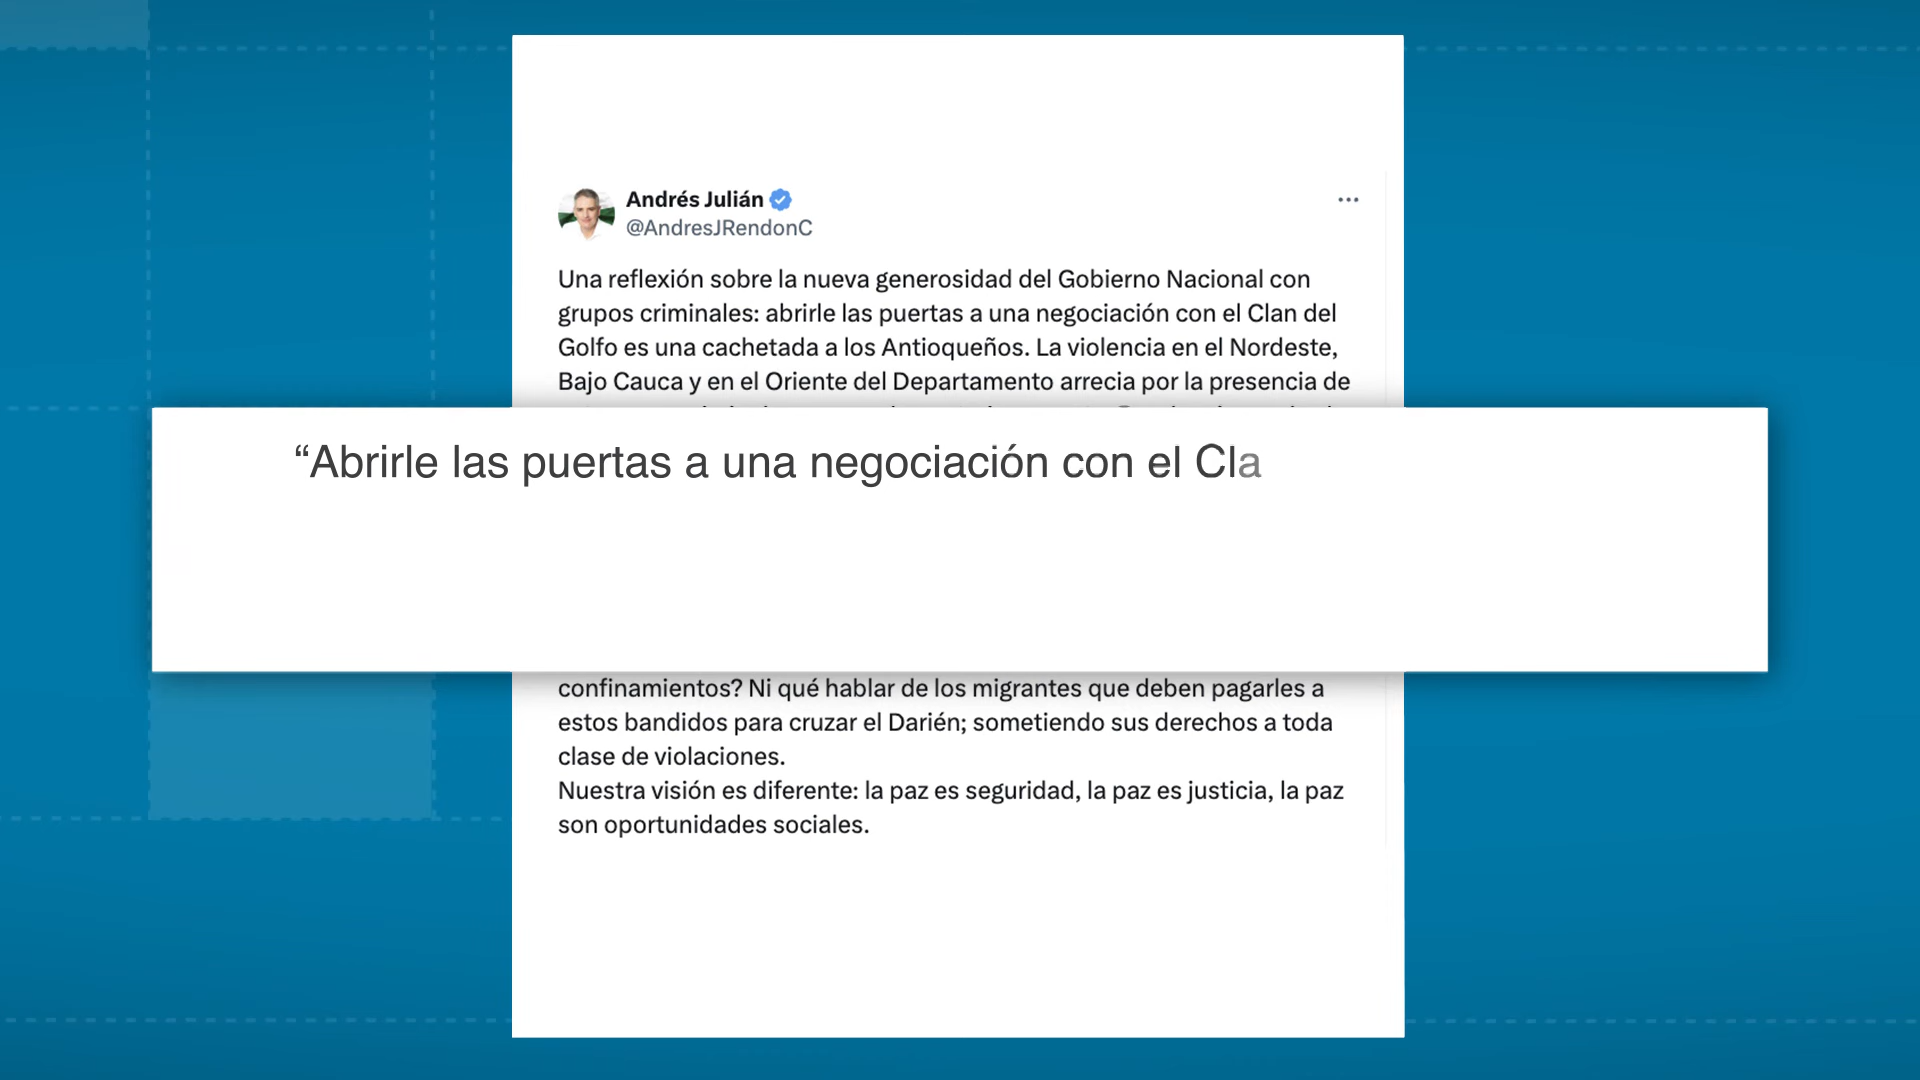 Andrés Julián
@AndresJRendonC
Una reflexión sobre la nueva generosidad del Gobierno Nacional con
grupos criminales: abrirle las puertas a una negociación con el Clan del
Golfo es una cachetada a los Antioqueños. La violencia en el Nordeste,
Bajo Cauca y en el Oriente del Departamento arrecia por la presencia de
“Abrirle las puertas a una negociación con el Cla
confinamientos? Ni qué hablar de los migrantes que deben pagarles a
estos bandidos para cruzar el Darién; sometiendo sus derechos a toda
clase de violaciones.
Nuestra visión es diferente: la paz es seguridad, la paz es justicia, la paz
son oportunidades sociales.